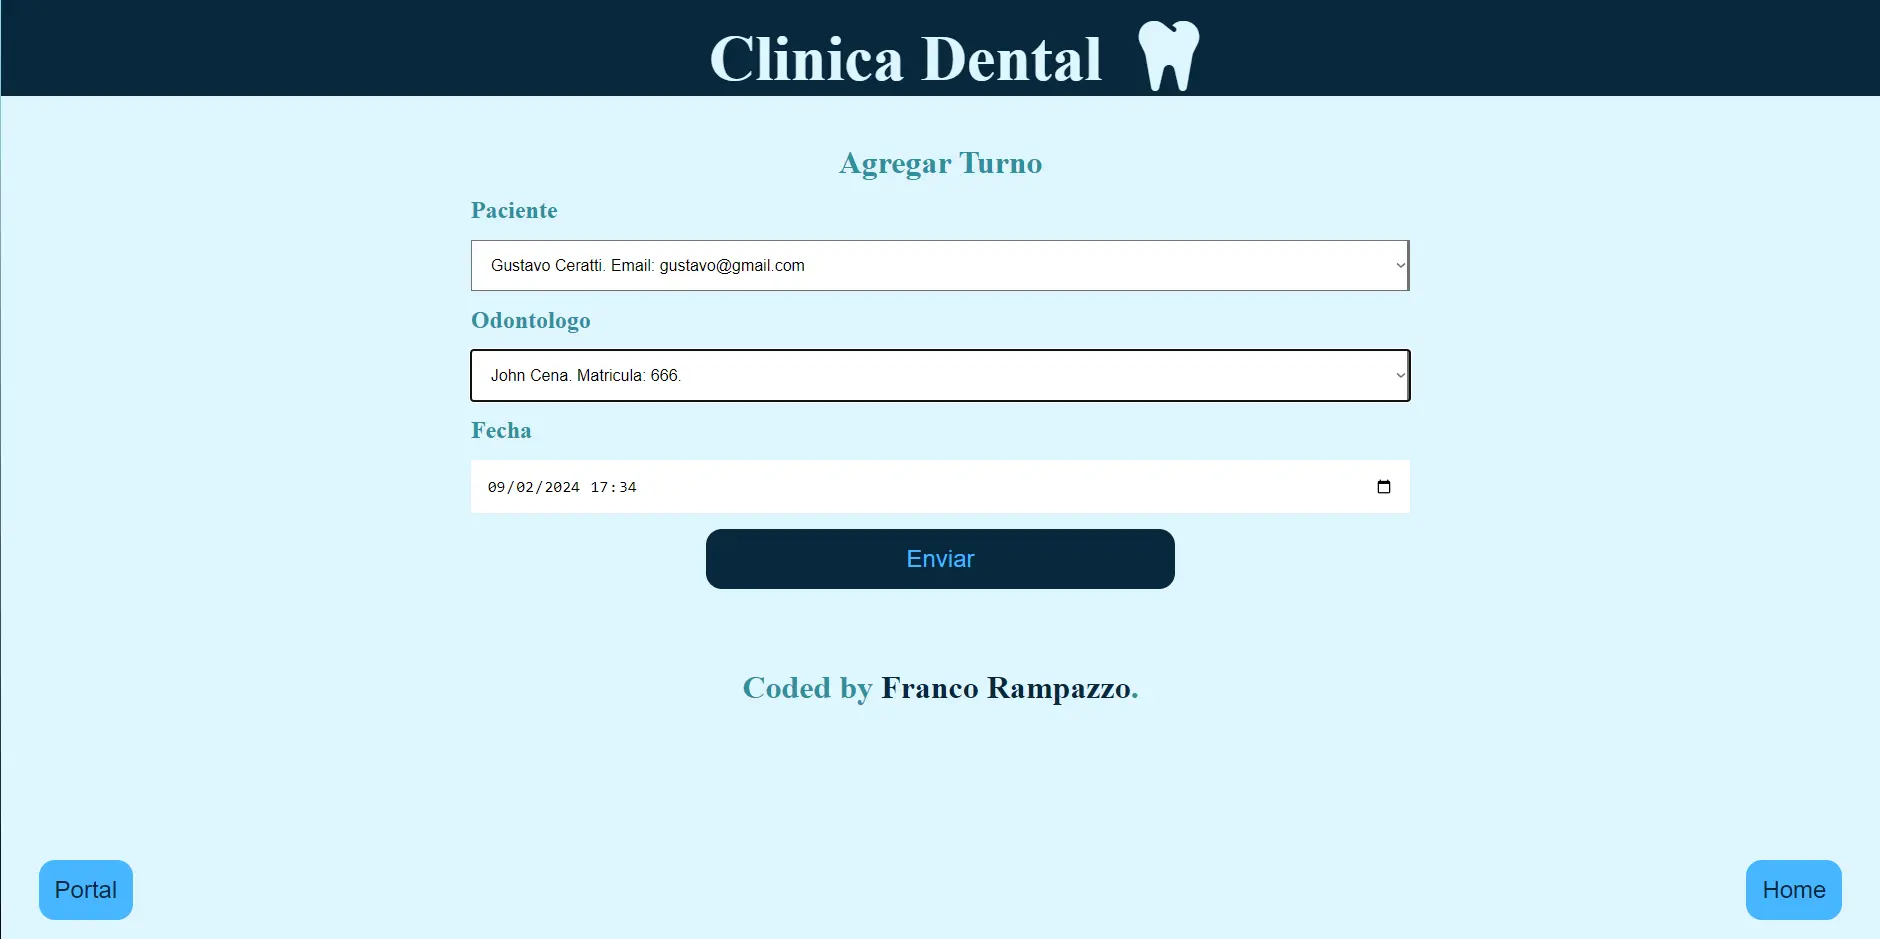 Clinica Dental
Agregar Turno
Paciente
Gustavo Ceratti. Email: gustavo@gmail.com
Odontologo
John Cena. Matricula: 666.
Fecha
09/02/2024 17:34
Enviar
Coded by Franco Rampazzo.
Portal
Home